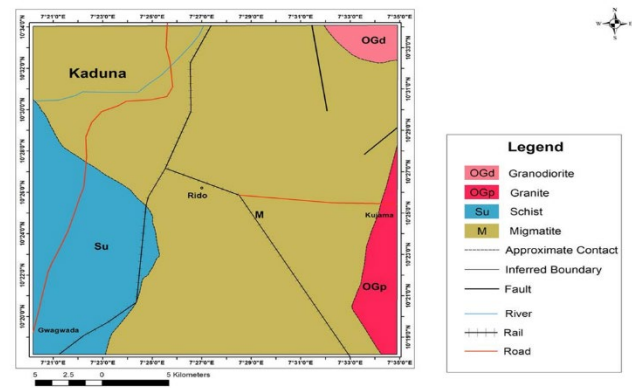 7°21'0"E 7°23'0"E 7°25'0"E 7°27'0"E 7°29'0"E 7°31'0"E 7°33'0"E 7°35'0"E
N
W E
S
OGd
Kaduna
Rido
M
Kujama
Su
OGp
Gwagwada
7°21'0"E 7°23'0"E 7°25'0"E 7°27'0"E 7°29'0"E 7°31'0"E 7°33'0"E 7°35'0"E
5 2.5 0 5 Kilometers
Legend
OGd Granodiorite
OGp Granite
Su Schist
M Migmatite
Approximate Contact
Inferred Boundary
Fault
River
Rail
Road